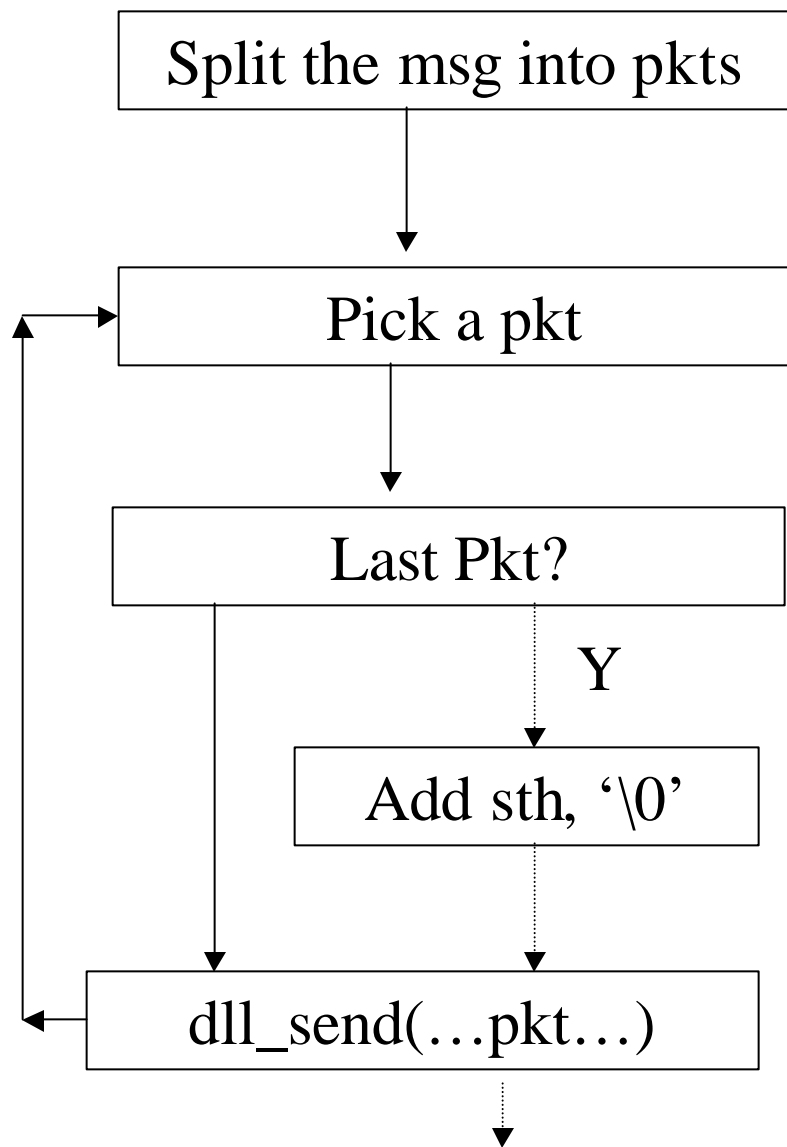 Split the msg into pkts
Pick a pkt
Last Pkt?
Y
Add sth, ‘\0’
dll_send(…pkt…)